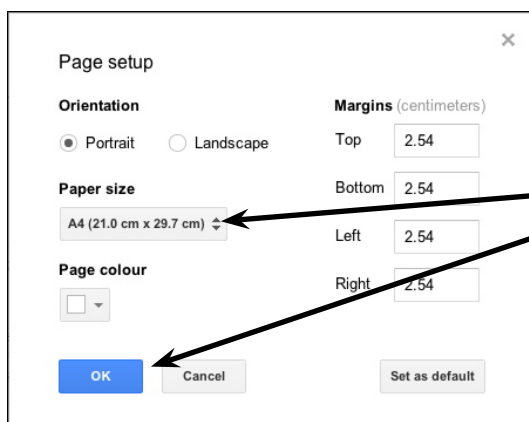 ×
Page setup
Orientation
Portrait
Landscape
Paper size
A4 (21.0 cm x 29.7 cm)
Page colour
Margins (centimeters)
Top 2.54
Bottom 2.54
Left 2.54
Right 2.54
OK
Cancel
Set as default